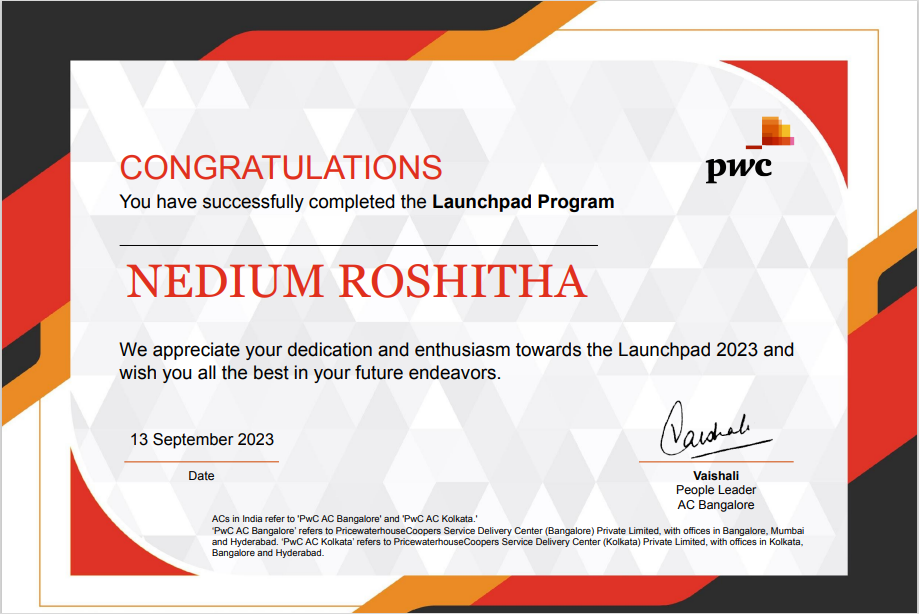 pwc
CONGRATULATIONS
You have successfully completed the Launchpad Program
NEDIUM ROSHITHA
We appreciate your dedication and enthusiasm towards the Launchpad 2023 and
wish you all the best in your future endeavors.
13 September 2023
Date
Vaishali
Vaishali
People Leader
AC Bangalore
ACs in India refer to 'PwC AC Bangalore' and 'PwC AC Kolkata.'
'PwC AC Bangalore' refers to PricewaterhouseCoopers Service Delivery Center (Bangalore) Private Limited, with offices in Bangalore, Mumbai
and Hyderabad. 'PwC AC Kolkata' refers to PricewaterhouseCoopers Service Delivery Center (Kolkata) Private Limited, with offices in Kolkata,
Bangalore and Hyderabad.